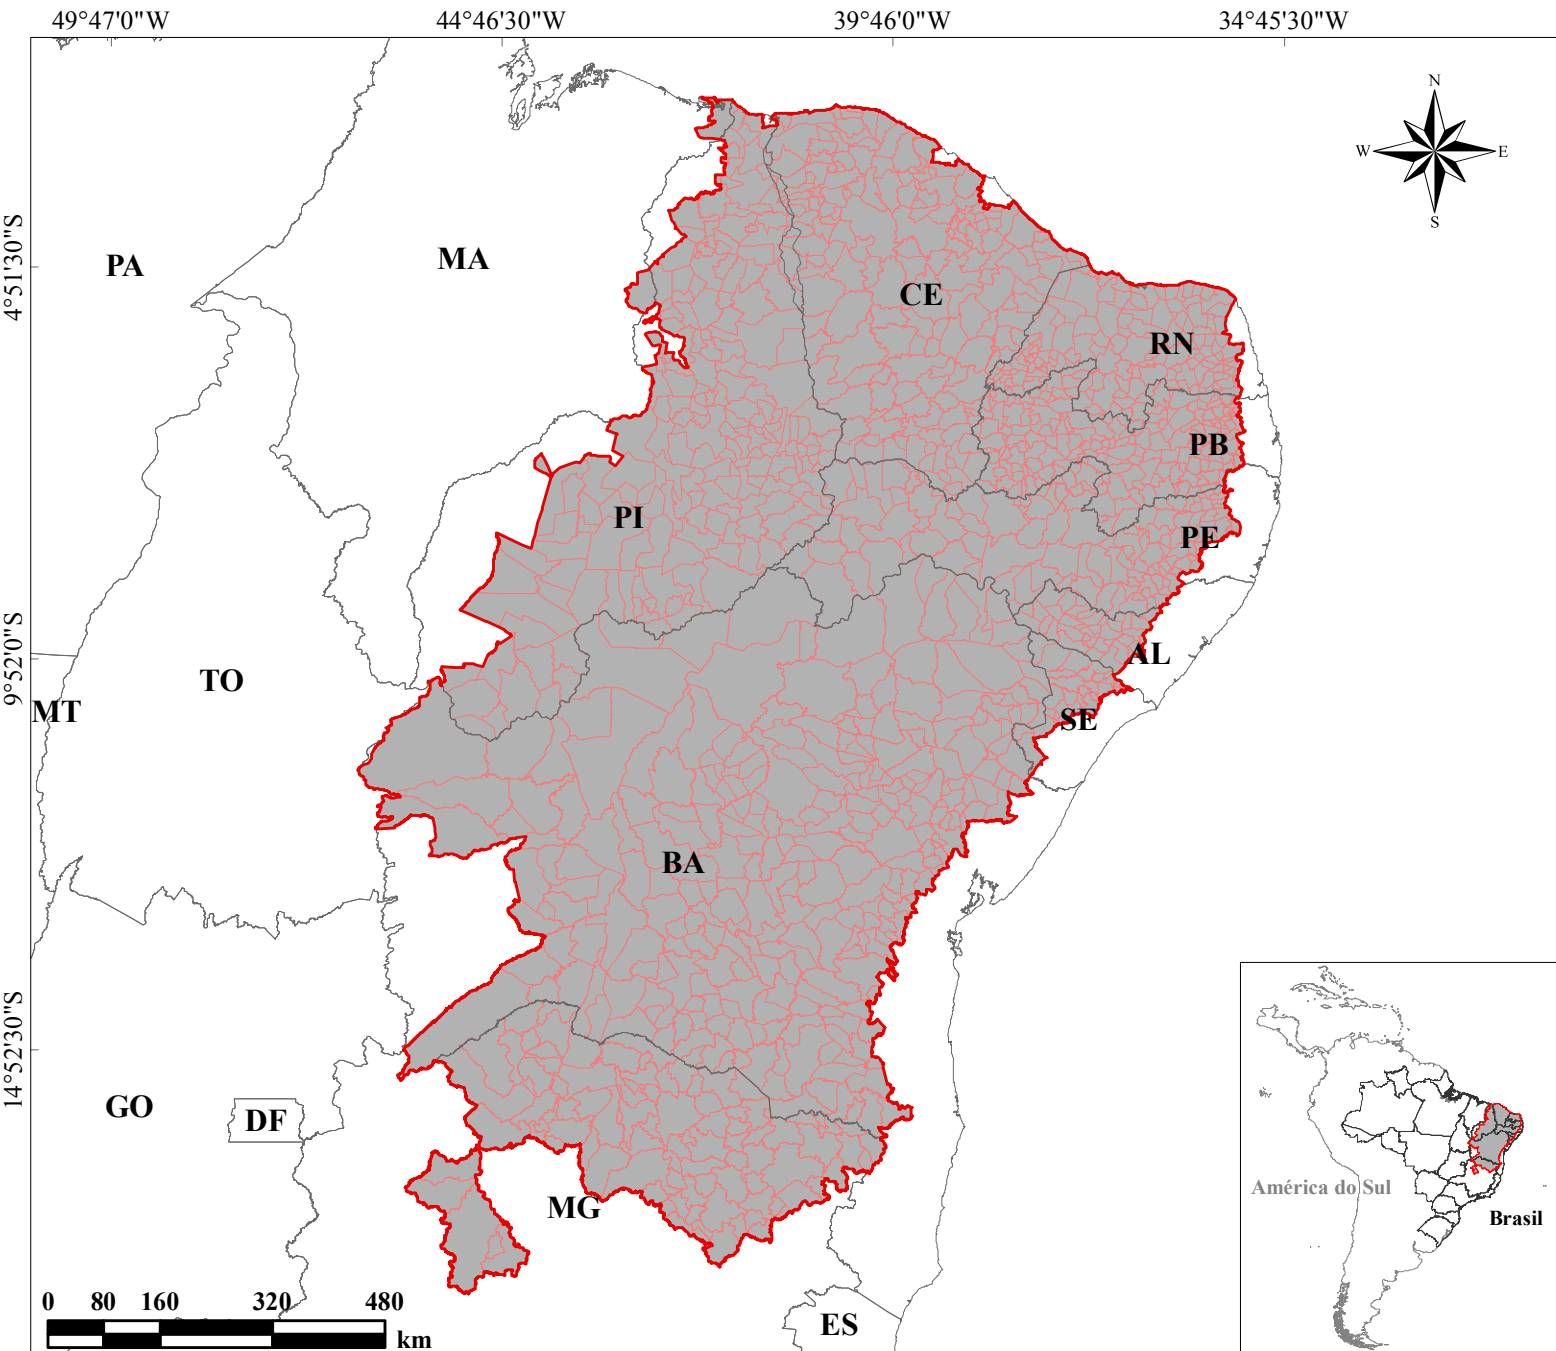 49°47'0"W 44°46'30"W 39°46'0"W 34°45'30"W
N
W E
S
4°51'30"S
PA
MA
CE
RN
PB
PI
PE
9°52'0"S
AL
TO
MT
SE
BA
14°52'30"S
GO
DF
MG
América do Sul
Brasil
0 80 160 320 480
km
ES